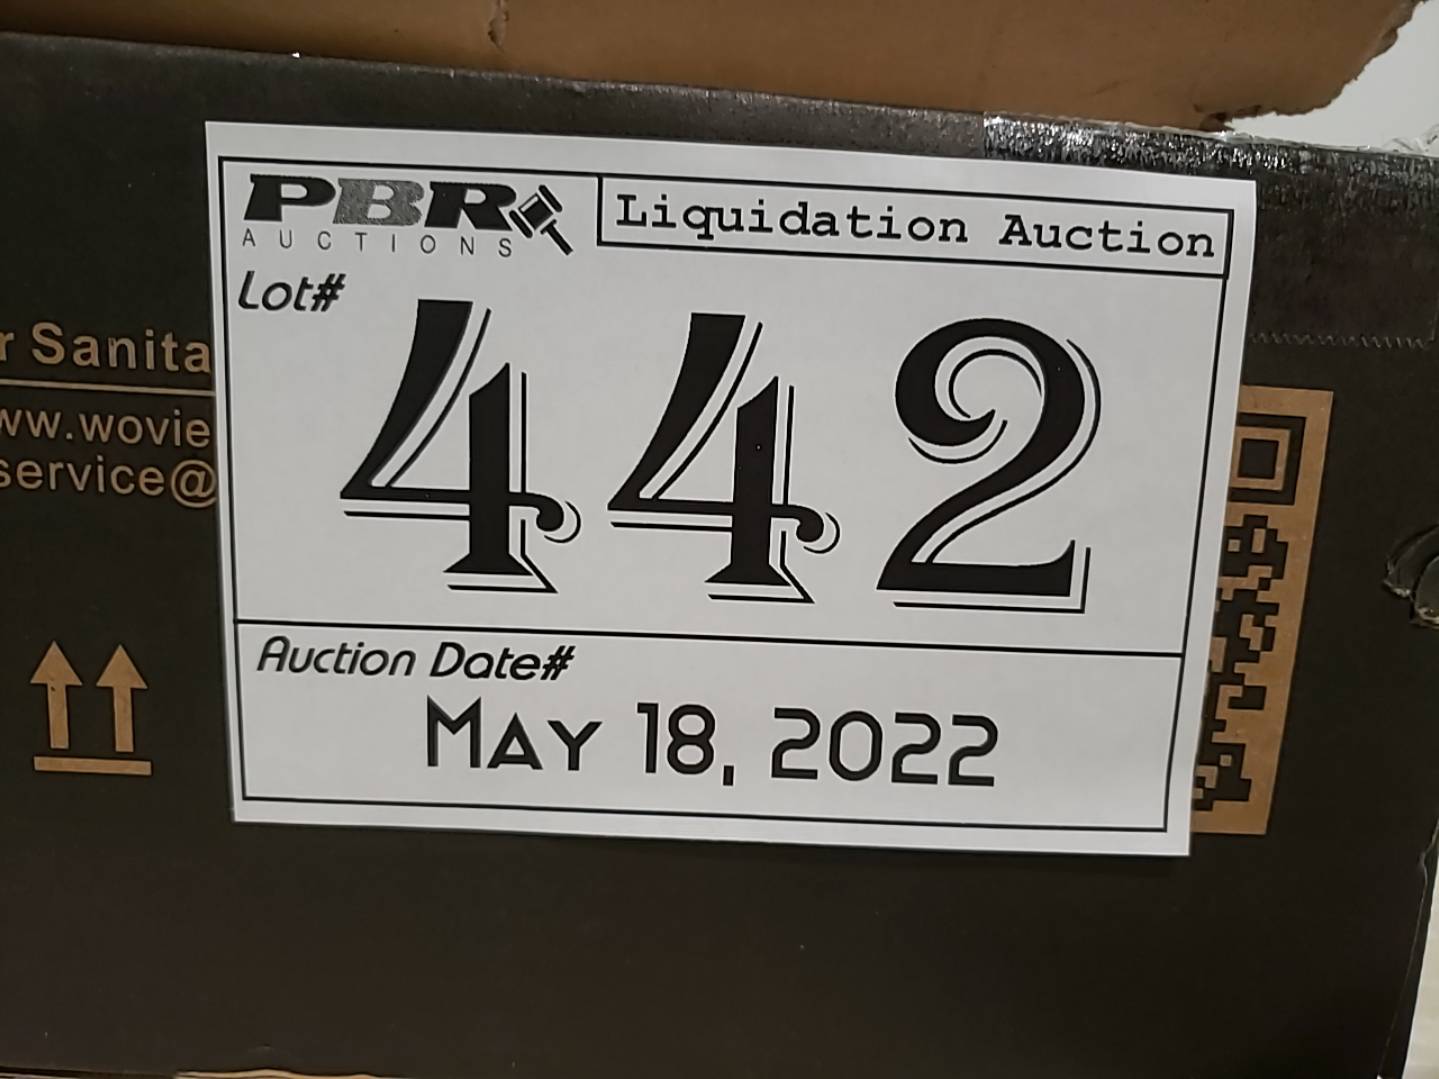 PBR
AUCTIONS
Liquidation Auction
Lot#
442
r Sanita
ww.wovie
service@
Auction Date#
May 18, 2022